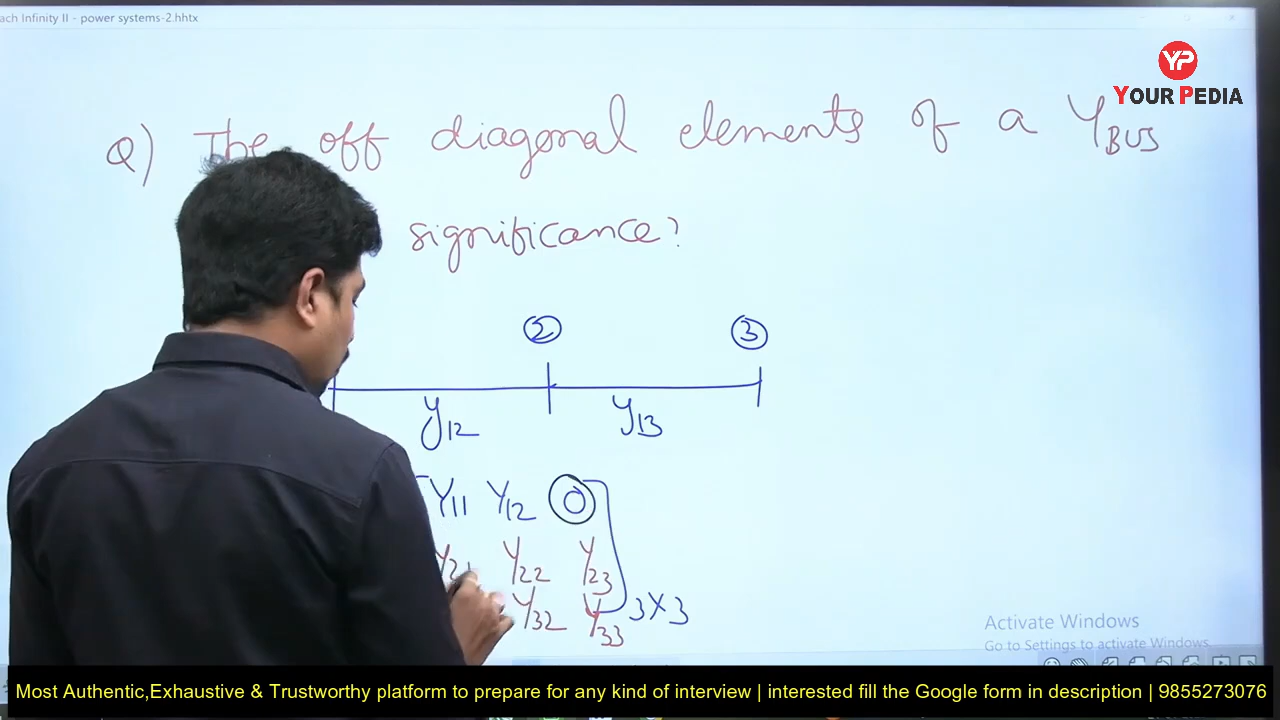 ach Infinity II - power systems-2.hhtx
YP
YOUR PEDIA
Q) The off diagonal elements of a YBUS
significance?
2 3
y12 y13
Y11 Y12 0
Y21 Y22 Y23
Y32 Y33 3X3
Activate Windows
Go to Settings to activate Windows.
Most Authentic,Exhaustive & Trustworthy platform to prepare for any kind of interview | interested fill the Google form in description | 9855273076